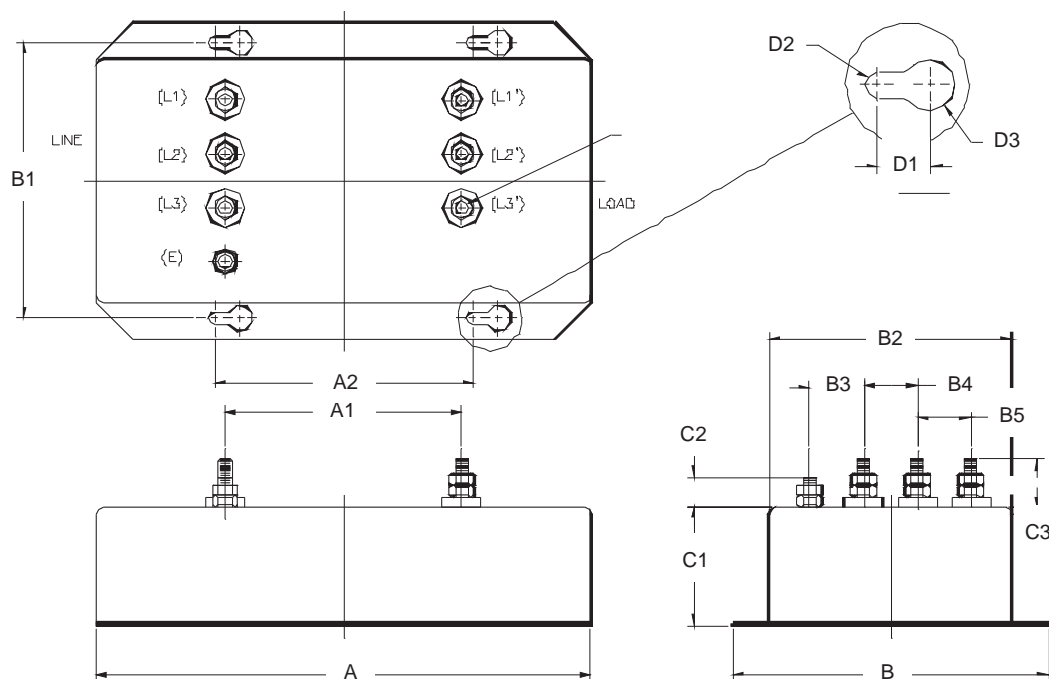 D2
[L1}
[L1'}
LINE
D3
[L2}
[L2'}
D1
B1
[L3}
[L3'}
LOAD
{E}
B2
A2
B3
B4
A1
B5
C2
C3
C1
A
B